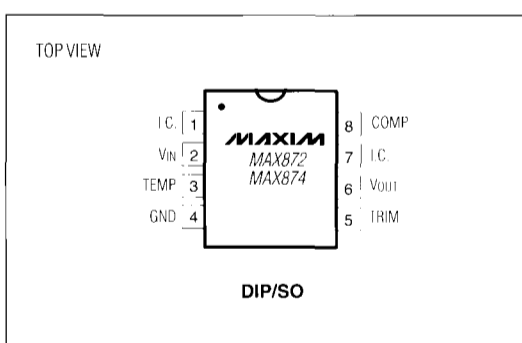 TOP VIEW
I.C. 1
VIN 2
TEMP 3
GND 4
MAXIM
MAX872
MAX874
8 COMP
7 I.C.
6 VOUT
5 TRIM
DIP/SO